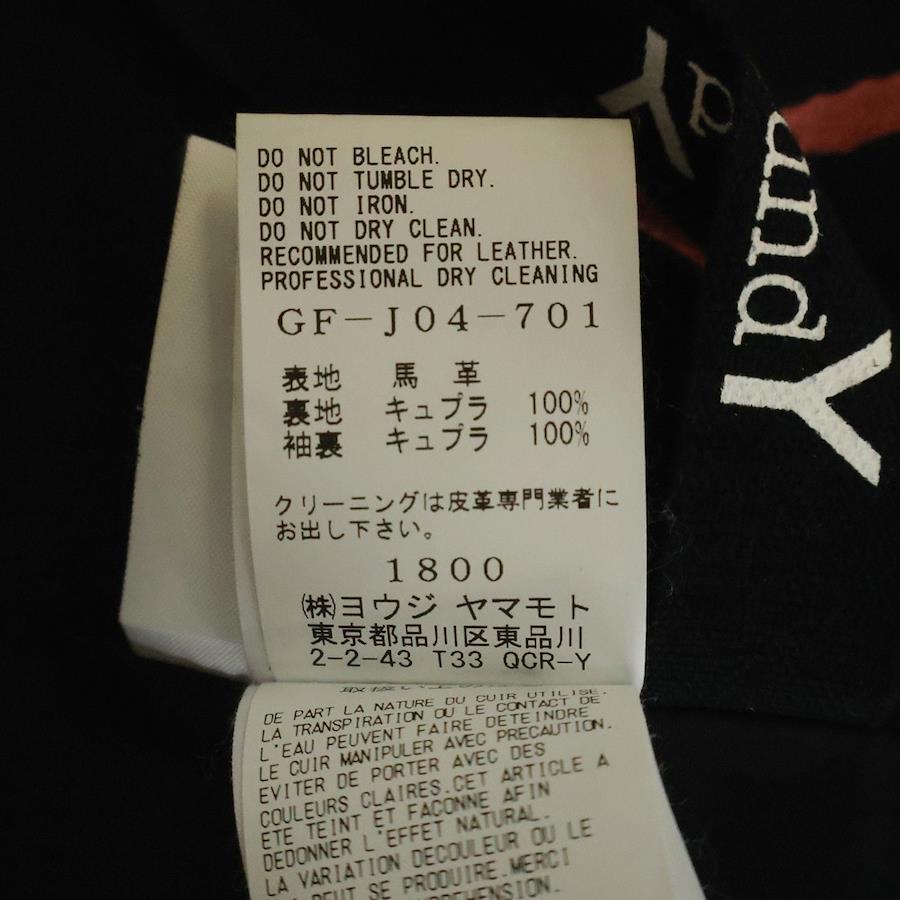 DO NOT BLEACH.
DO NOT TUMBLE DRY.
DO NOT IRON.
DO NOT DRY CLEAN.
RECOMMENDED FOR LEATHER.
PROFESSIONAL DRY CLEANING
GF-J04-701
表地 馬 革
裏地 キュプラ 100%
袖裏 キュプラ 100%
クリーニングは皮革専門業者に
お出し下さい。
1800
㈱ヨウジ ヤマモト
東京都品川区東品川
2-2-43 T33 QCR-Y
DE PART LA NATURE DU CUIR UTILISE.
LA TRANSPIRATION OU LE CONTACT DE
L'EAU PEUVENT FAIRE DETEINDRE
LE CUIR MANIPULER AVEC PRECAUTION.
EVITER DE PORTER AVEC DES
COULEURS CLAIRES.CET ARTICLE A
ETE TEINT ET FACONNE AFIN
DEDONNER L'EFFET NATURAL.
LA VARIATION DECOULEUR OU LE
PEUT SE PRODUIRE.MERCI
Y a
undY